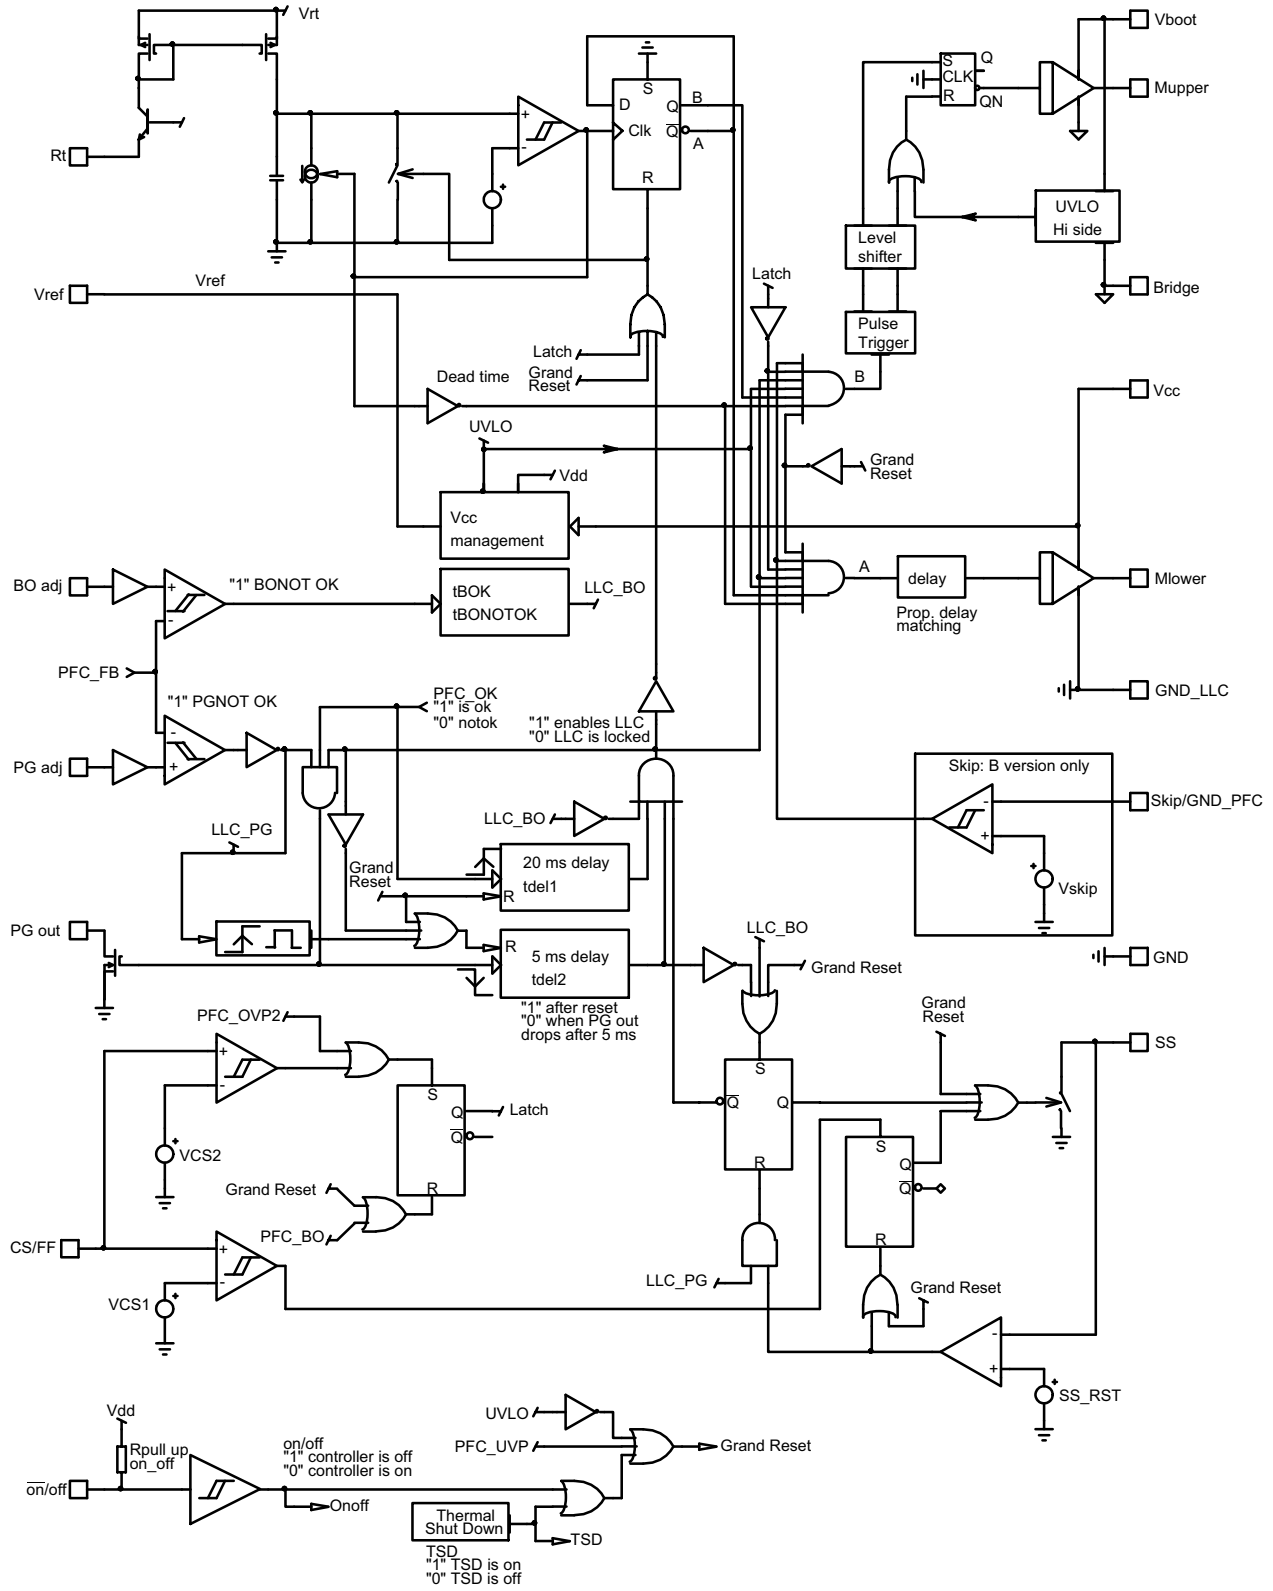 Vrt
Vboot
S
Q
CLK
R
QN
Mupper
+
-
D
S
Q
B
Clk
Q
A
R
Rt
+
UVLO
Hi side
Level
shifter
Bridge
Vref
Vref
Latch
Pulse
Trigger
Latch
Grand
Reset
Dead time
B
Vcc
UVLO
Grand
Reset
Vdd
Vcc
management
BO adj
"1" BONOT OK
+
-
tBOK
tBONOTOK
LLC_BO
A
delay
Mlower
Prop. delay
matching
PFC_FB
"1" PGNOT OK
PFC_OK
"1" is ok
"0" notok
"1" enables LLC
"0" LLC is locked
GND_LLC
PG adj
-
+
Skip: B version only
-
+
Skip/GND_PFC
+
Vskip
LLC_BO
LLC_PG
20 ms delay
tdel1
R
Grand
Reset
PG out
R
5 ms delay
tdel2
"1" after reset
"0" when PG out
drops after 5 ms
LLC_BO
Grand Reset
GND
Grand
Reset
PFC_OVP2
SS
+
-
S
Q
Latch
Q
R
S
Q
Q
R
+
VCS2
S
Q
Q
R
Grand Reset
PFC_BO
CS/FF
+
-
LLC_PG
Grand Reset
VCS1
+
-
+
+
SS_RST
Vdd
Rpull up
on_off
on/off
on/off
"1" controller is off
"0" controller is on
Onoff
UVLO
PFC_UVP
Grand Reset
Thermal
Shut Down
TSD
TSD
"1" TSD is on
"0" TSD is off